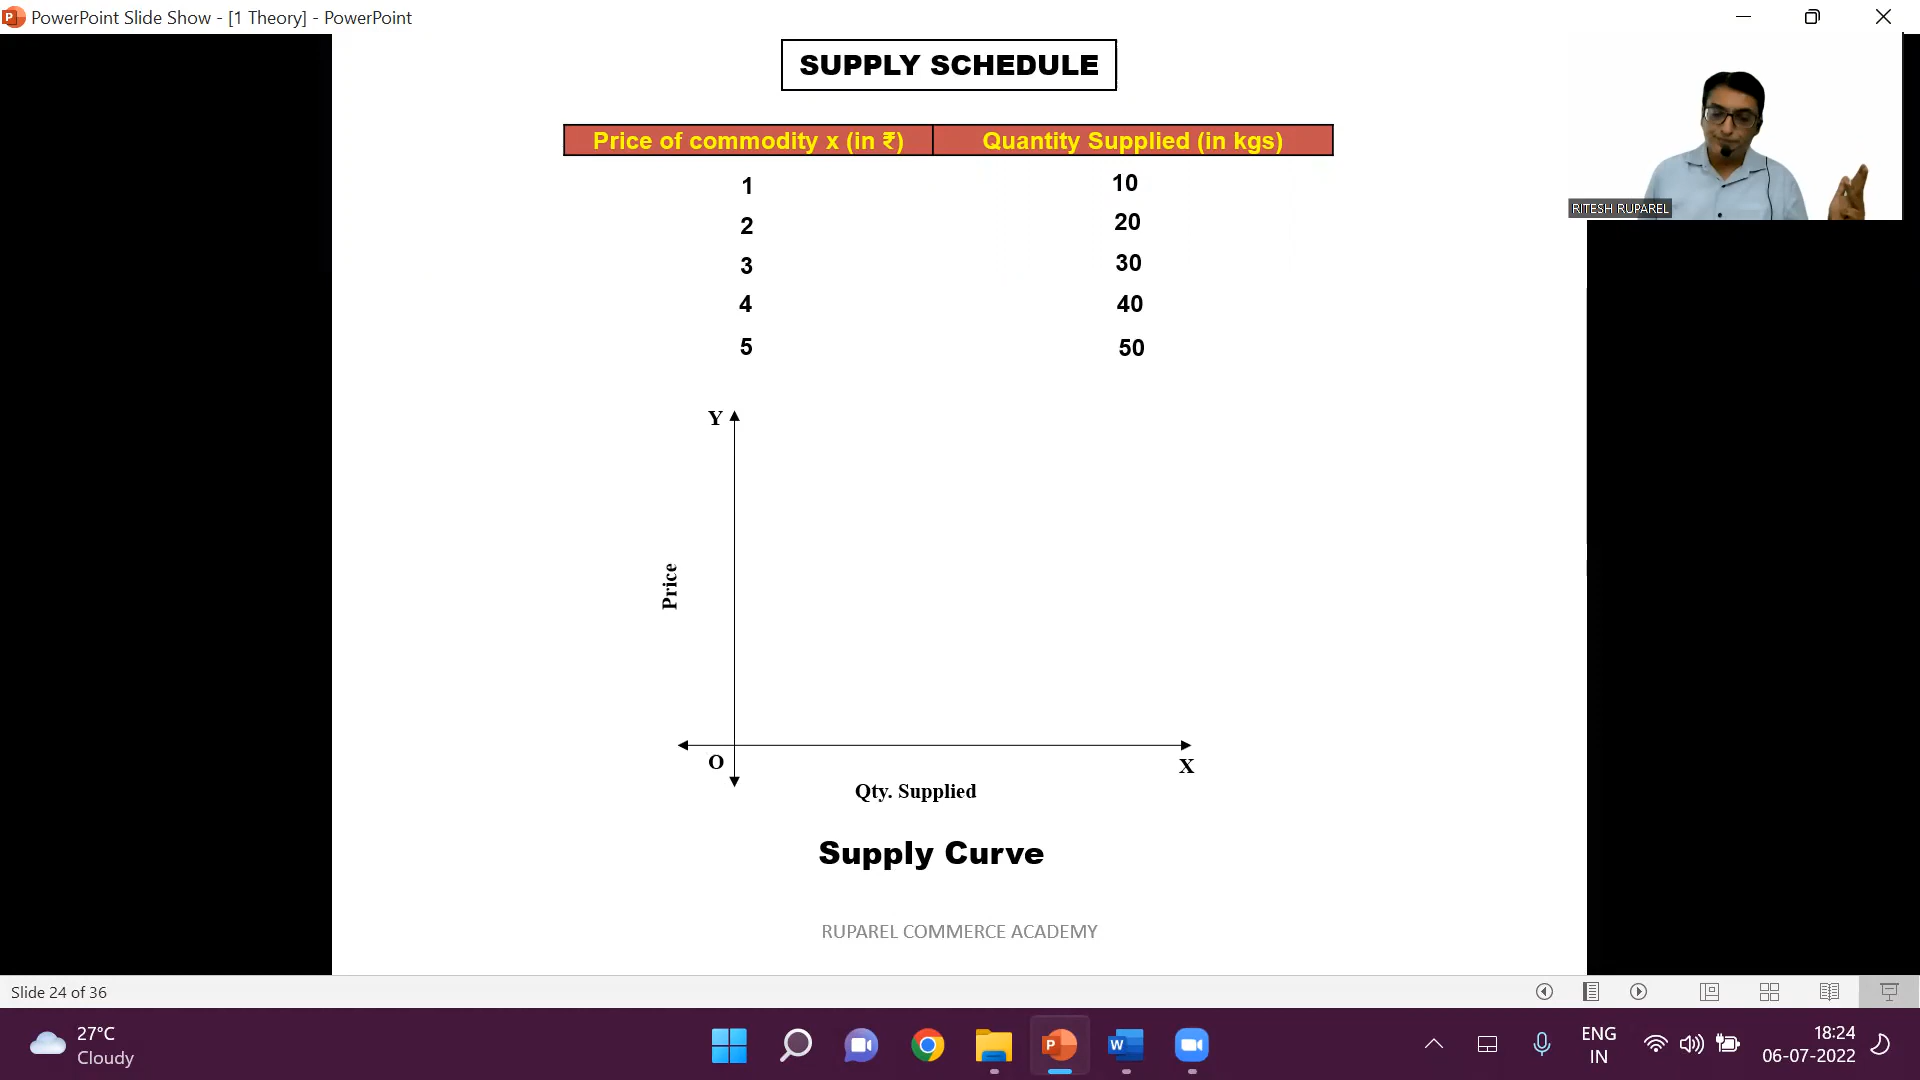 PowerPoint Slide Show - [1 Theory] - PowerPoint
SUPPLY SCHEDULE
Price of commodity x (in ₹) Quantity Supplied (in kgs)
1 10
2 20
3 30
4 40
5 50
RITESH RUPAREL
Y
Price
O
X
Qty. Supplied
Supply Curve
RUPAREL COMMERCE ACADEMY
Slide 24 of 36
27°C
Cloudy
ENG
IN
18:24
06-07-2022